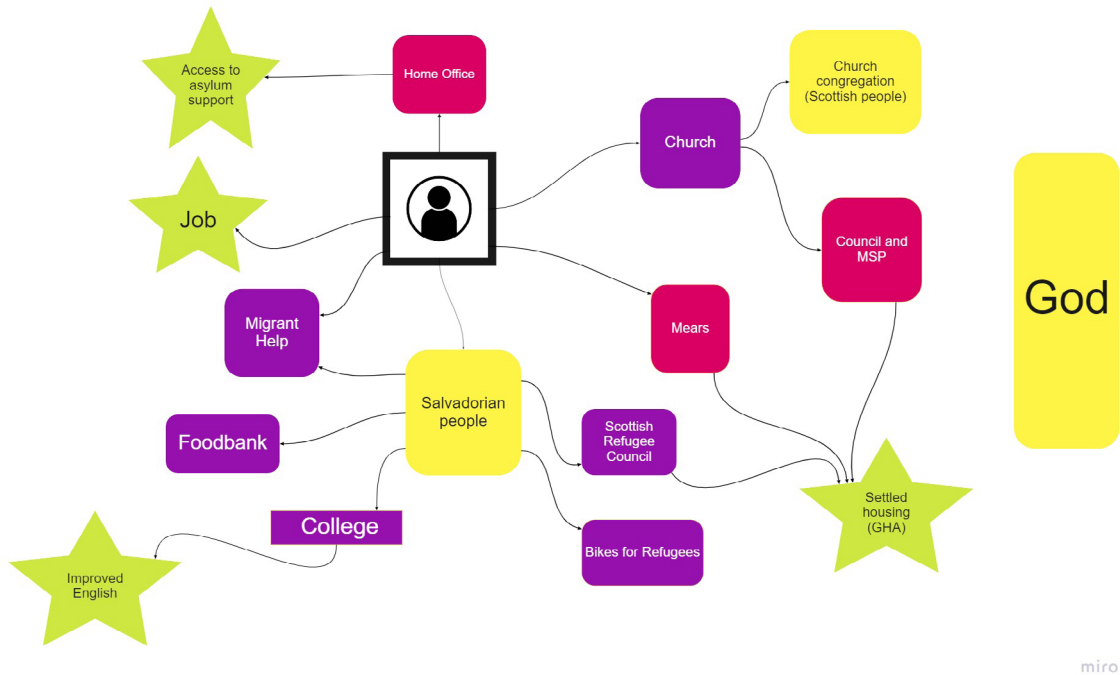 Access to
asylum
support
Home Office
Church
congregation
(Scottish people)
Church
Job
Council and
MSP
God
Migrant
Help
Mears
Salvadorian
people
Foodbank
Scottish
Refugee
Council
Settled
housing
(GHA)
College
Bikes for Refugees
Improved
English
miro